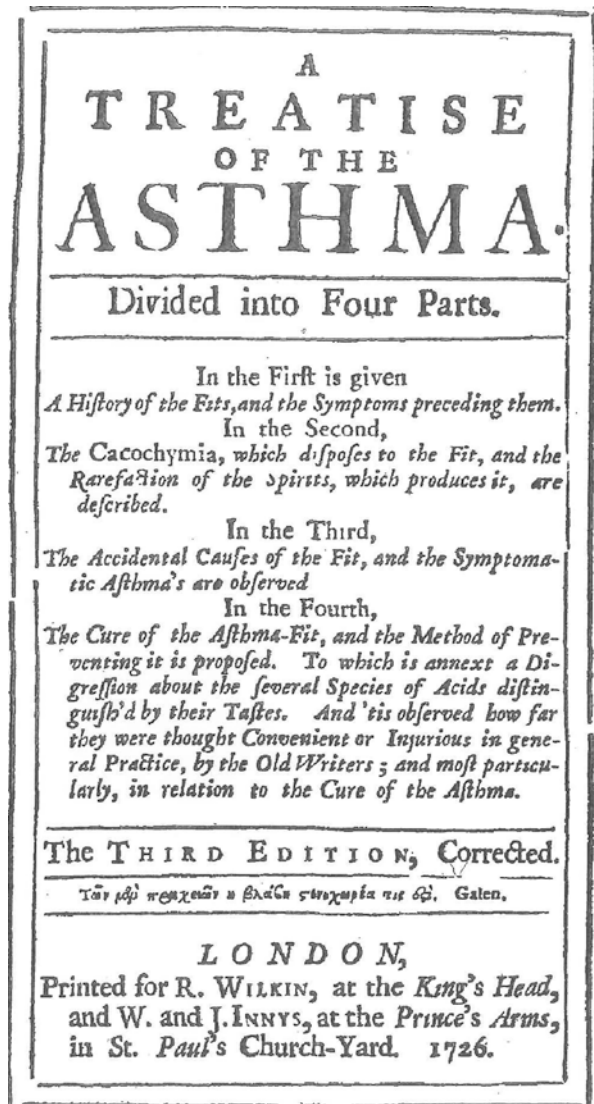 A
TREATISE
OF THE
ASTHMA.
Divided into Four Parts.
In the Firſt is given
A Hiſtory of the Fits, and the Symptoms preceding them.
In the Second,
The Cacochymia, which diſpoſes to the Fit, and the
Rarefaction of the Spirits, which produces it, are
deſcribed.
In the Third,
The Accidental Cauſes of the Fit, and the Symptoma-
tic Aſthma's are obſerved
In the Fourth,
The Cure of the Aſthma-Fit, and the Method of Pre-
venting it is propoſed. To which is annext a Di-
greſſion about the ſeveral Species of Acids diſtin-
guiſh'd by their Taſtes. And 'tis obſerved how far
they were thought Convenient or Injurious in gene-
ral Practice, by the Old Writers; and moſt particu-
larly, in relation to the Cure of the Aſthma.
The THIRD EDITION, Corrected.
Τῶν τραχειῶν βλάβη στενοχωρία τις Galen.
LONDON,
Printed for R. WILKIN, at the King's Head,
and W. and J. INNYS, at the Prince's Arms,
in St. Paul's Church-Yard. 1726.